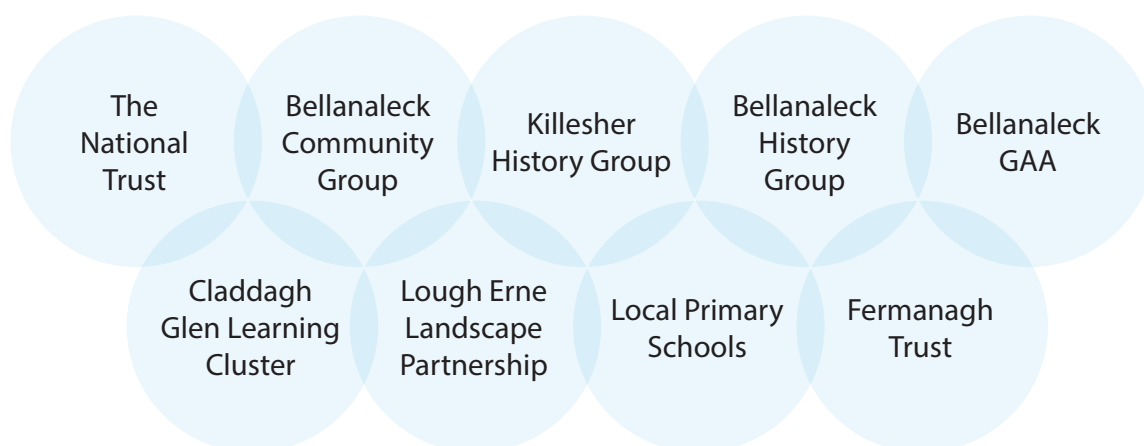 The
National
Trust
Bellanaleck
Community
Group
Killesher
History Group
Bellanaleck
History
Group
Bellanaleck
GAA
Claddagh
Glen Learning
Cluster
Lough Erne
Landscape
Partnership
Local Primary
Schools
Fermanagh
Trust